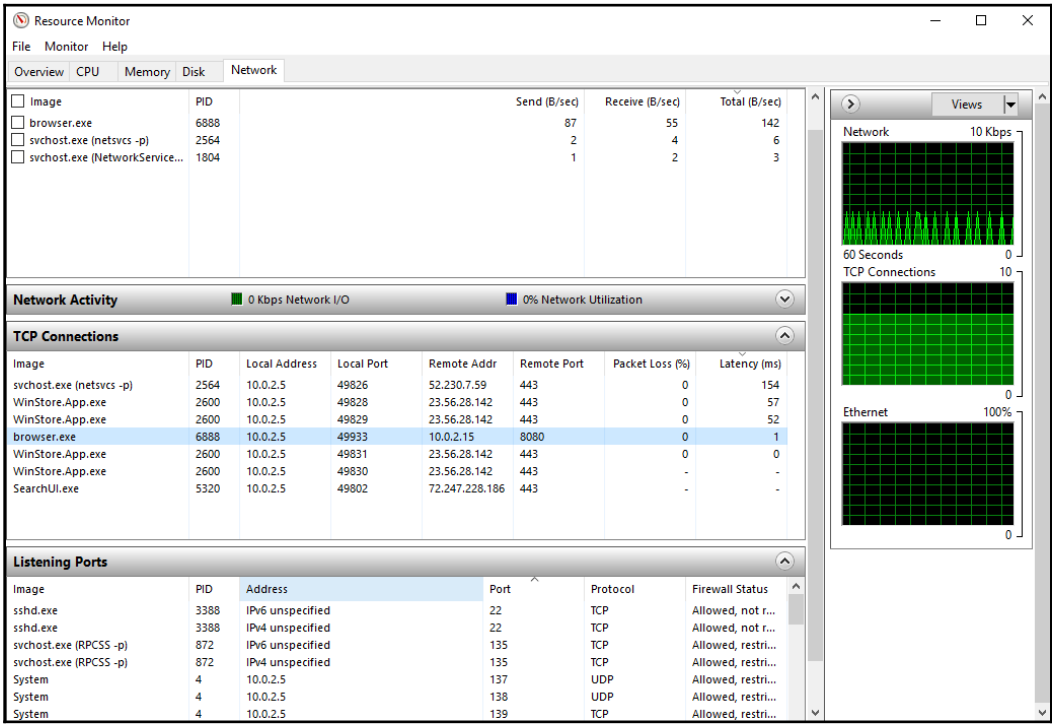 Resource Monitor
File Monitor Help
Overview CPU Memory Disk Network
Image PID Send (B/sec) Receive (B/sec) Total (B/sec)
browser.exe 6888 87 55 142
svchost.exe (netsvcs -p) 2564 2 4 6
svchost.exe (NetworkService... 1804 1 2 3
Network Activity 0 Kbps Network I/O 0% Network Utilization
TCP Connections
Image PID Local Address Local Port Remote Addr Remote Port Packet Loss (%) Latency (ms)
svchost.exe (netsvcs -p) 2564 10.0.2.5 49826 52.230.7.59 443 0 154
WinStore.App.exe 2600 10.0.2.5 49828 23.56.28.142 443 0 57
WinStore.App.exe 2600 10.0.2.5 49829 23.56.28.142 443 0 52
browser.exe 6888 10.0.2.5 49933 10.0.2.15 8080 0 1
WinStore.App.exe 2600 10.0.2.5 49831 23.56.28.142 443 0 0
WinStore.App.exe 2600 10.0.2.5 49830 23.56.28.142 443 - -
SearchUI.exe 5320 10.0.2.5 49802 72.247.228.186 443 - -
Listening Ports
Image PID Address Port Protocol Firewall Status
sshd.exe 3388 IPv6 unspecified 22 TCP Allowed, not r...
sshd.exe 3388 IPv4 unspecified 22 TCP Allowed, not r...
svchost.exe (RPCSS -p) 872 IPv6 unspecified 135 TCP Allowed, restri...
svchost.exe (RPCSS -p) 872 IPv4 unspecified 135 TCP Allowed, restri...
System 4 10.0.2.5 137 UDP Allowed, restri...
System 4 10.0.2.5 138 UDP Allowed, restri...
System 4 10.0.2.5 139 TCP Allowed, restri...
Views
Network 10 Kbps
60 Seconds 0
TCP Connections 10
0
Ethernet 100%
0